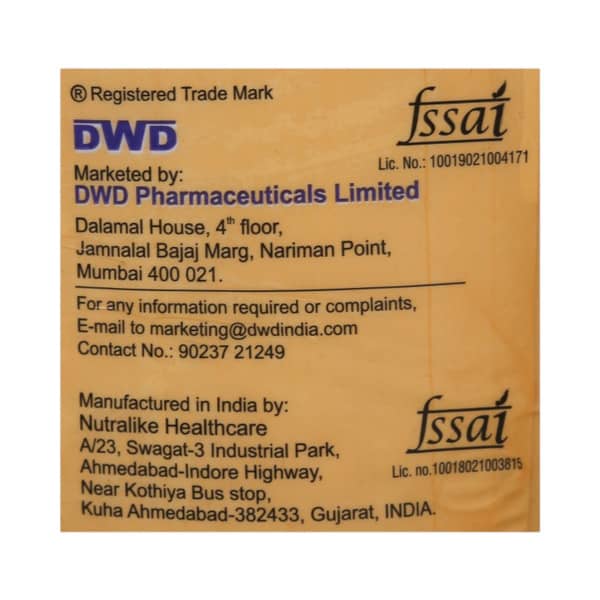 ® Registered Trade Mark
DWD
fssai
Lic. No.: 10019021004171
Marketed by:
DWD Pharmaceuticals Limited
Dalamal House, 4th floor,
Jamnalal Bajaj Marg, Nariman Point,
Mumbai 400 021.
For any information required or complaints,
E-mail to marketing@dwdindia.com
Contact No.: 90237 21249
Manufactured in India by:
Nutralike Healthcare
A/23, Swagat-3 Industrial Park,
Ahmedabad-Indore Highway,
Near Kothiya Bus stop,
Kuha Ahmedabad-382433, Gujarat, INDIA.
fssai
Lic. no.10018021003815